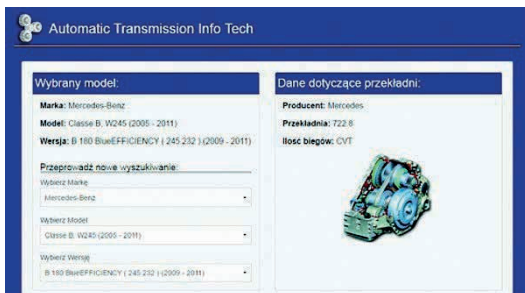 Automatic Transmission Info Tech
Wybrany model:
Marka: Mercedes-Benz
Model: Classe B, W245 (2005 - 2011)
Wersja: B 180 BlueEFFICIENCY ( 245.232 ) (2009 - 2011)
Przeprowadź nowe wyszukiwanie:
Wybierz Markę
Mercedes-Benz
Wybierz Model
Classe B, W245 (2005 - 2011)
Wybierz Wersję
B 180 BlueEFFICIENCY ( 245.232 ) (2009 - 2011)
Dane dotyczące przekładni:
Producent: Mercedes
Przekładnia: 722.8
Ilość biegów: CVT